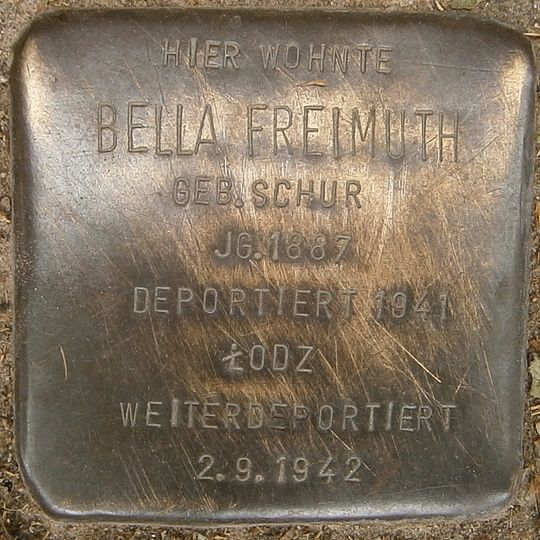 HIER WOHNTE
BELLA FREIMUTH
GEB. SCHUR
JG. 1887
DEPORTIERT 1941
ŁODZ
WEITERDEPORTIERT
2.9.1942